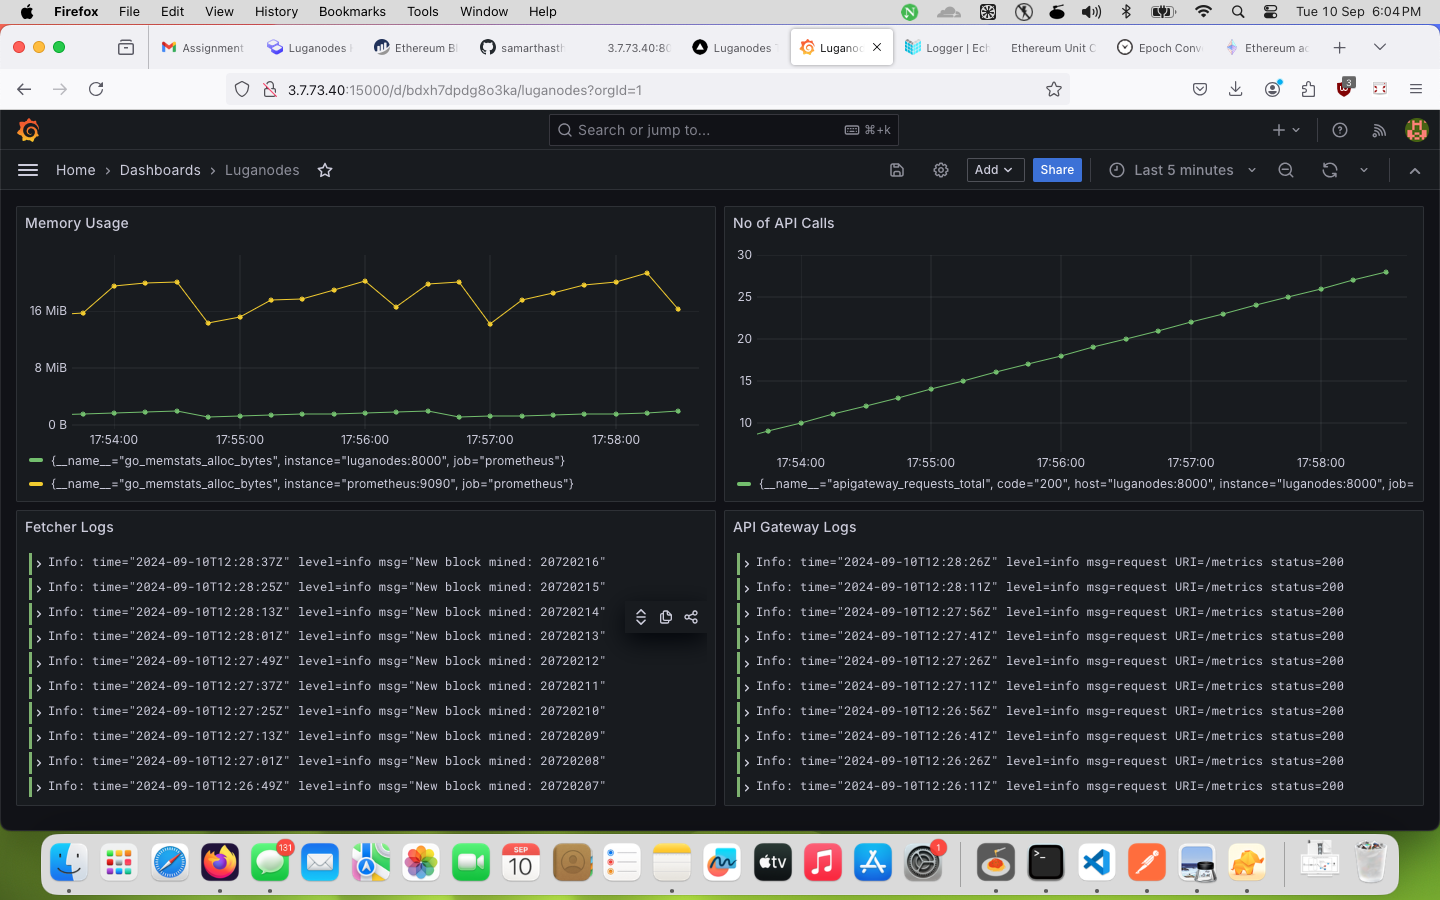 Firefox File Edit View History Bookmarks Tools Window Help Tue 10 Sep 6:04 PM
Assignment Luganodes Ethereum Bl samarthasth 3.7.73.40:80 Luganodes Luganod Logger | Ech Ethereum Unit C Epoch Conv Ethereum ad
3.7.73.40:15000/d/bdxh7dpdg8o3ka/luganodes?orgId=1 3
Search or jump to... ⌘+k
Home › Dashboards › Luganodes Add Share Last 5 minutes
Memory Usage
16 MiB
8 MiB
0 B
17:54:00 17:55:00 17:56:00 17:57:00 17:58:00
{__name__="go_memstats_alloc_bytes", instance="luganodes:8000", job="prometheus"}
{__name__="go_memstats_alloc_bytes", instance="prometheus:9090", job="prometheus"}
No of API Calls
30
25
20
15
10
17:54:00 17:55:00 17:56:00 17:57:00 17:58:00
{__name__="apigateway_requests_total", code="200", host="luganodes:8000", instance="luganodes:8000", job=
Fetcher Logs
Info: time="2024-09-10T12:28:37Z" level=info msg="New block mined: 20720216"
Info: time="2024-09-10T12:28:25Z" level=info msg="New block mined: 20720215"
Info: time="2024-09-10T12:28:13Z" level=info msg="New block mined: 20720214"
Info: time="2024-09-10T12:28:01Z" level=info msg="New block mined: 20720213"
Info: time="2024-09-10T12:27:49Z" level=info msg="New block mined: 20720212"
Info: time="2024-09-10T12:27:37Z" level=info msg="New block mined: 20720211"
Info: time="2024-09-10T12:27:25Z" level=info msg="New block mined: 20720210"
Info: time="2024-09-10T12:27:13Z" level=info msg="New block mined: 20720209"
Info: time="2024-09-10T12:27:01Z" level=info msg="New block mined: 20720208"
Info: time="2024-09-10T12:26:49Z" level=info msg="New block mined: 20720207"
API Gateway Logs
Info: time="2024-09-10T12:28:26Z" level=info msg=request URI=/metrics status=200
Info: time="2024-09-10T12:28:11Z" level=info msg=request URI=/metrics status=200
Info: time="2024-09-10T12:27:56Z" level=info msg=request URI=/metrics status=200
Info: time="2024-09-10T12:27:41Z" level=info msg=request URI=/metrics status=200
Info: time="2024-09-10T12:27:26Z" level=info msg=request URI=/metrics status=200
Info: time="2024-09-10T12:27:11Z" level=info msg=request URI=/metrics status=200
Info: time="2024-09-10T12:26:56Z" level=info msg=request URI=/metrics status=200
Info: time="2024-09-10T12:26:41Z" level=info msg=request URI=/metrics status=200
Info: time="2024-09-10T12:26:26Z" level=info msg=request URI=/metrics status=200
Info: time="2024-09-10T12:26:11Z" level=info msg=request URI=/metrics status=200
131 SEP 10 tv 1